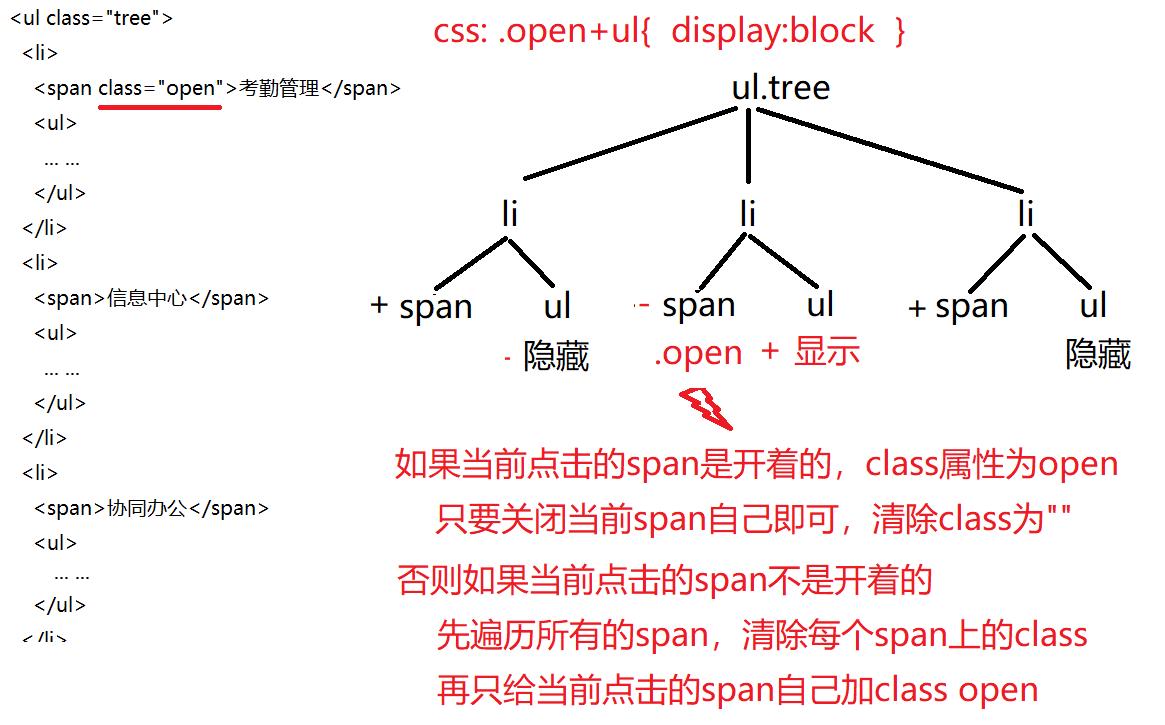 <ul class="tree">
<li>
<span class="open">考勤管理</span>
<ul>
... ...
</ul>
</li>
<li>
<span>信息中心</span>
<ul>
... ...
</ul>
</li>
<li>
<span>协同办公</span>
<ul>
... ...
</ul>
</li>
css: .open+ul{ display:block }
ul.tree
li li li
+ span ul - span ul + span ul
- 隐藏 .open + 显示 隐藏
如果当前点击的span是开着的，class属性为open
只要关闭当前span自己即可，清除class为""
否则如果当前点击的span不是开着的
先遍历所有的span，清除每个span上的class
再只给当前点击的span自己加class open